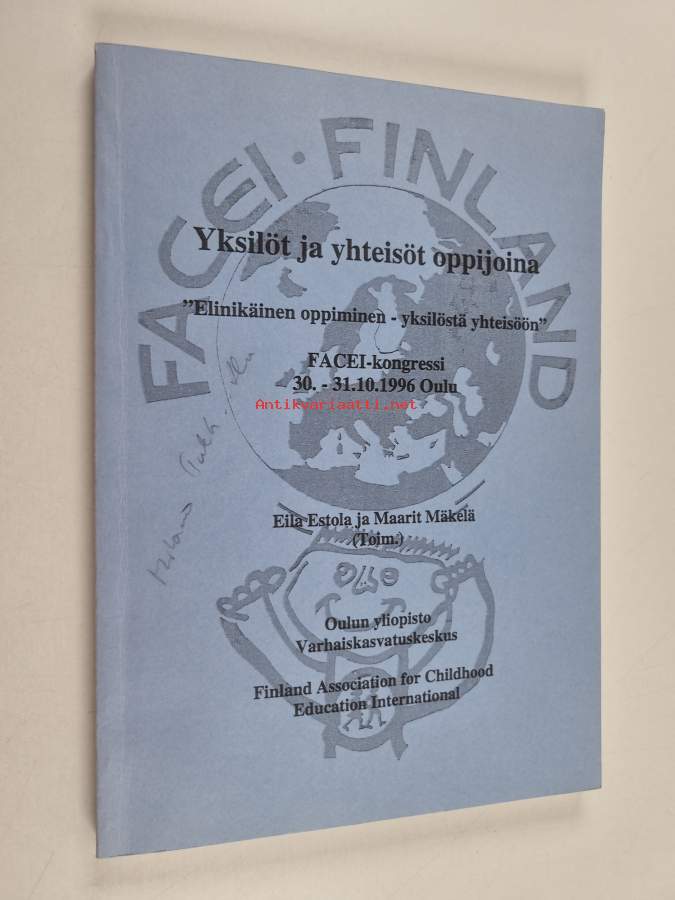 FACEI · FINLAND
Yksilöt ja yhteisöt oppijoina
”Elinikäinen oppiminen - yksilöstä yhteisöön”
FACEI-kongressi
30. - 31.10.1996 Oulu
Antikvariaatti.net
Eila Estola ja Maarit Mäkelä
(Toim.)
Oulun yliopisto
Varhaiskasvatuskeskus
Finland Association for Childhood
Education International